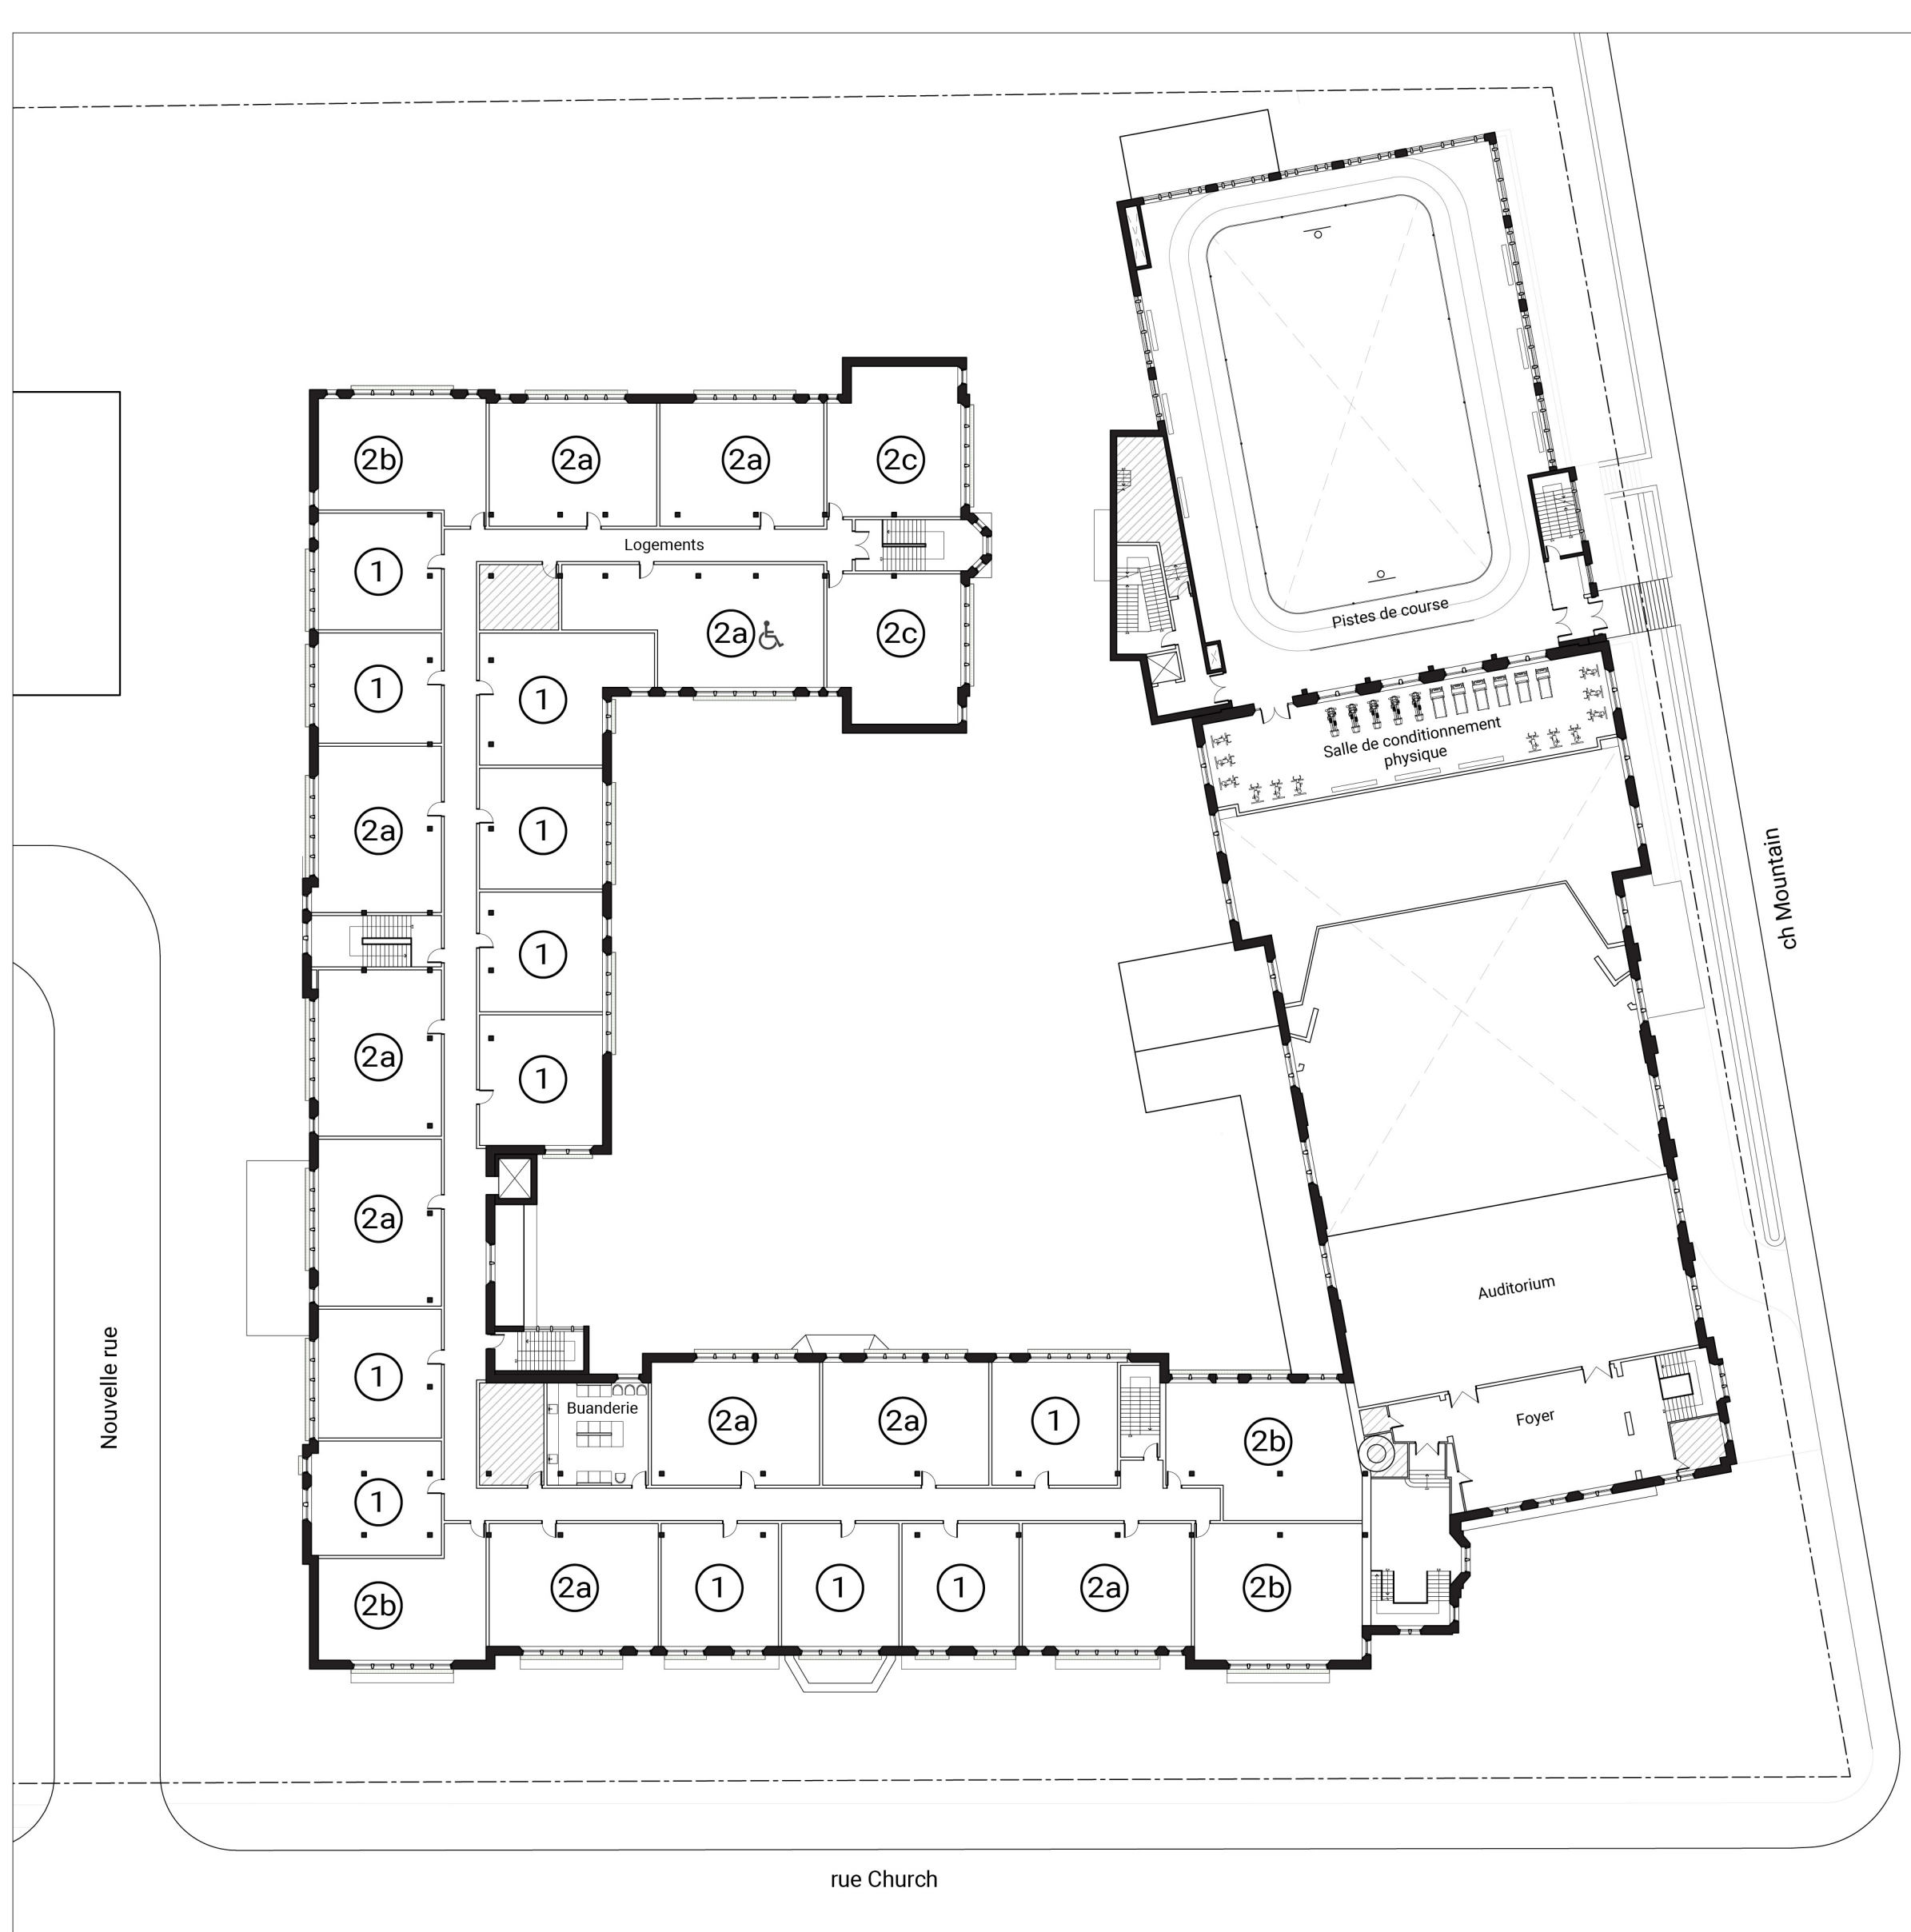 2b
2a
2a
2c
Logements
1
2a
2c
Pistes de course
1
1
Salle de conditionnement
physique
2a
1
ch Mountain
1
2a
1
2a
Auditorium
Nouvelle rue
1
Buanderie
2a
2a
1
2b
Foyer
1
2b
2a
1
1
1
2a
2b
rue Church